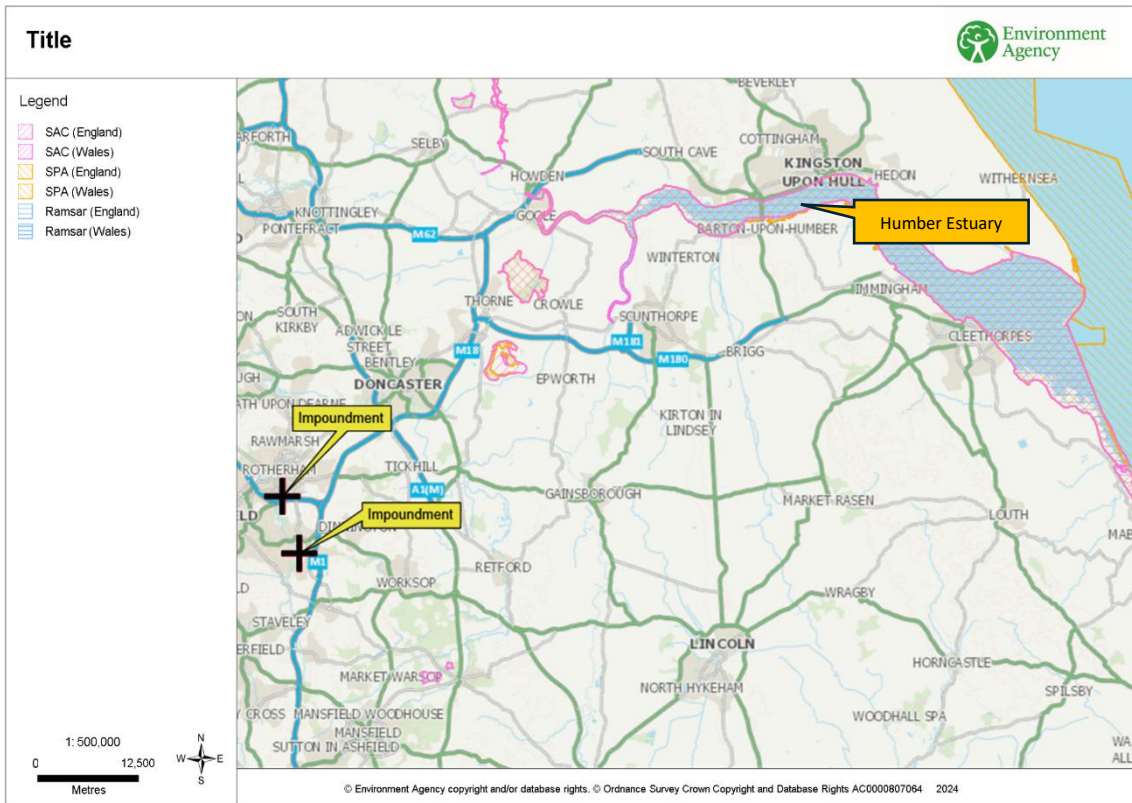 Title
Environment
Agency
Legend
SAC (England)
SAC (Wales)
SPA (England)
SPA (Wales)
Ramsar (England)
Ramsar (Wales)
BEVERLEY
ARFORTH
SELBY
COTTINGHAM
SOUTH CAVE
KINGSTON
UPON HULL
HEDON
WITHERNSEA
HOWDEN
GOOLE
KNOTTINGLEY
PONTEFRACT
M62
BARTON-UPON-HUMBER
Humber Estuary
WINTERTON
IMMINGHAM
THORNE
CROWLE
SCUNTHORPE
SOUTH
KIRKBY
ADWICK LE
STREET
BENTLEY
M18
M181
M180
BRIGG
CLEETHORPES
DONCASTER
EPWORTH
ATH UPON DEARNE
Impoundment
KIRTON IN
LINDSEY
RAWMARSH
ROTHERHAM
TICKHILL
A1(M)
GAINSBOROUGH
MARKET RASEN
LOUTH
Impoundment
M1
RETFORD
WORKSOP
WRAGBY
STAVELEY
LINCOLN
HORNCASTLE
MARKET WARSOP
NORTH HYKEHAM
SPILSBY
Y CROSS
MANSFIELD WOODHOUSE
WOODHALL SPA
MANSFIELD
SUTTON IN ASHFIELD
1: 500,000
0 12,500
Metres
N
W E
S
© Environment Agency copyright and/or database rights. © Ordnance Survey Crown Copyright and Database Rights AC0000807064 2024